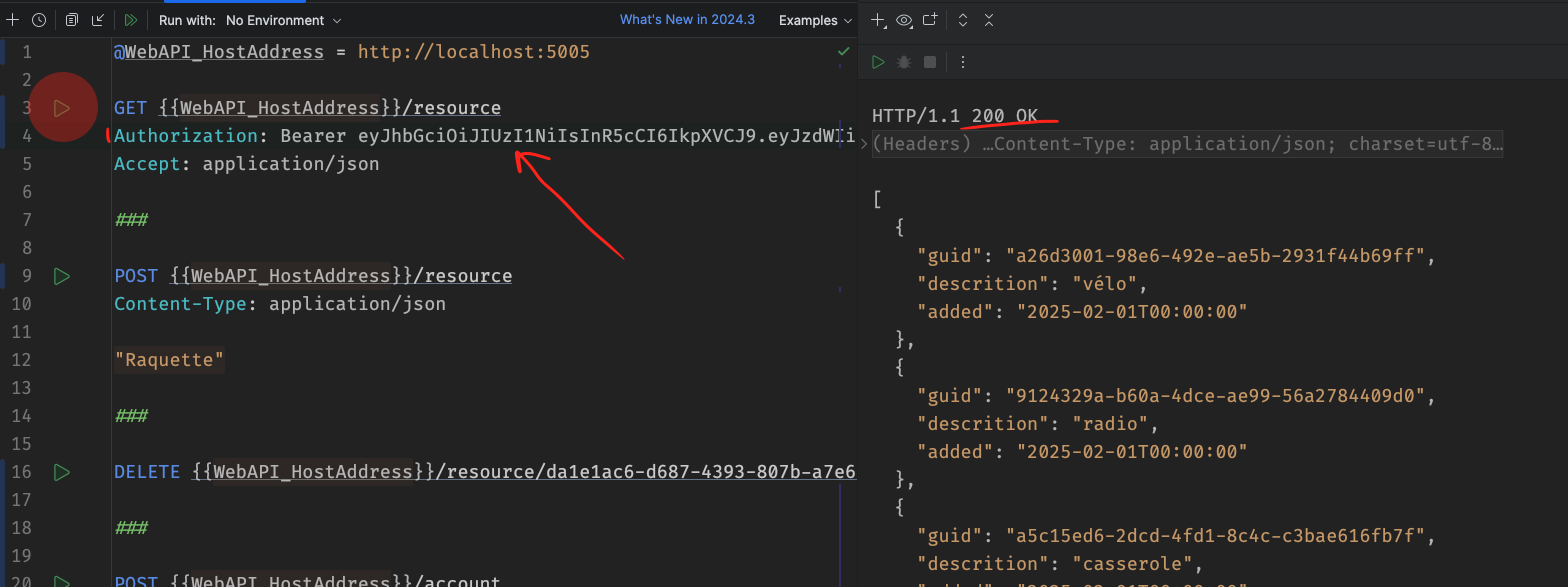 Run with: No Environment
What's New in 2024.3
Examples
1 @WebAPI_HostAddress = http://localhost:5005
2
3 GET {{WebAPI_HostAddress}}/resource
4 Authorization: Bearer eyJhbGciOiJIUzI1NiIsInR5cCI6IkpXVCJ9.eyJzdWIi
5 Accept: application/json
6
7 ###
8
9 POST {{WebAPI_HostAddress}}/resource
10 Content-Type: application/json
11
12 "Raquette"
13
14 ###
15
16 DELETE {{WebAPI_HostAddress}}/resource/da1e1ac6-d687-4393-807b-a7e6
17
18 ###
19
20 POST {{WebAPI_HostAddress}}/account
HTTP/1.1 200 OK
(Headers) …Content-Type: application/json; charset=utf-8…
[
{
"guid": "a26d3001-98e6-492e-ae5b-2931f44b69ff",
"descrition": "vélo",
"added": "2025-02-01T00:00:00"
},
{
"guid": "9124329a-b60a-4dce-ae99-56a2784409d0",
"descrition": "radio",
"added": "2025-02-01T00:00:00"
},
{
"guid": "a5c15ed6-2dcd-4fd1-8c4c-c3bae616fb7f",
"descrition": "casserole",